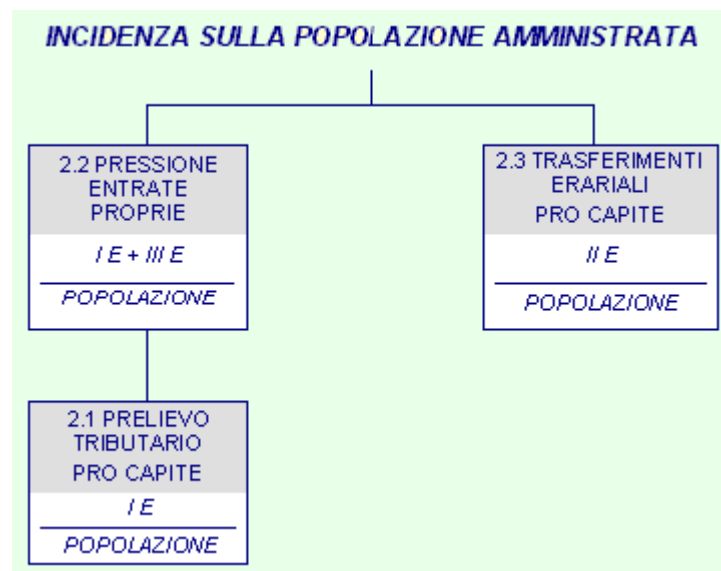 INCIDENZA SULLA POPOLAZIONE AMMINISTRATA
2.2 PRESSIONE
ENTRATE
PROPRIE
I E + III E
POPOLAZIONE
2.3 TRASFERIMENTI
ERARIALI
PRO CAPITE
II E
POPOLAZIONE
2.1 PRELIEVO
TRIBUTARIO
PRO CAPITE
I E
POPOLAZIONE